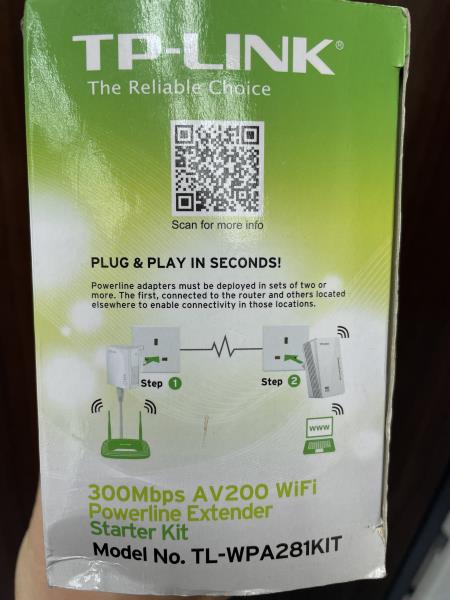 TP-LINK®
The Reliable Choice
Scan for more info
PLUG & PLAY IN SECONDS!
Powerline adapters must be deployed in sets of two or
more. The first, connected to the router and others located
elsewhere to enable connectivity in those locations.
Step 1
Step 2
www
300Mbps AV200 WiFi
Powerline Extender
Starter Kit
Model No. TL-WPA281KIT